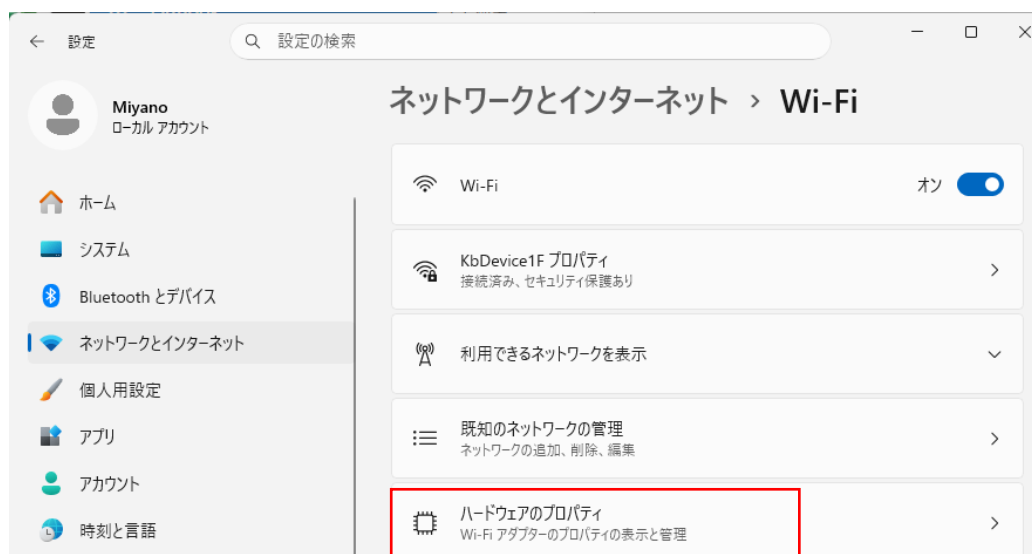 設定
設定の検索
Miyano
ローカル アカウント
ホーム
システム
Bluetooth とデバイス
ネットワークとインターネット
個人用設定
アプリ
アカウント
時刻と言語
ネットワークとインターネット › Wi-Fi
Wi-Fi
オン
KbDevice1F プロパティ
接続済み、セキュリティ保護あり
利用できるネットワークを表示
既知のネットワークの管理
ネットワークの追加、削除、編集
ハードウェアのプロパティ
Wi-Fi アダプターのプロパティの表示と管理